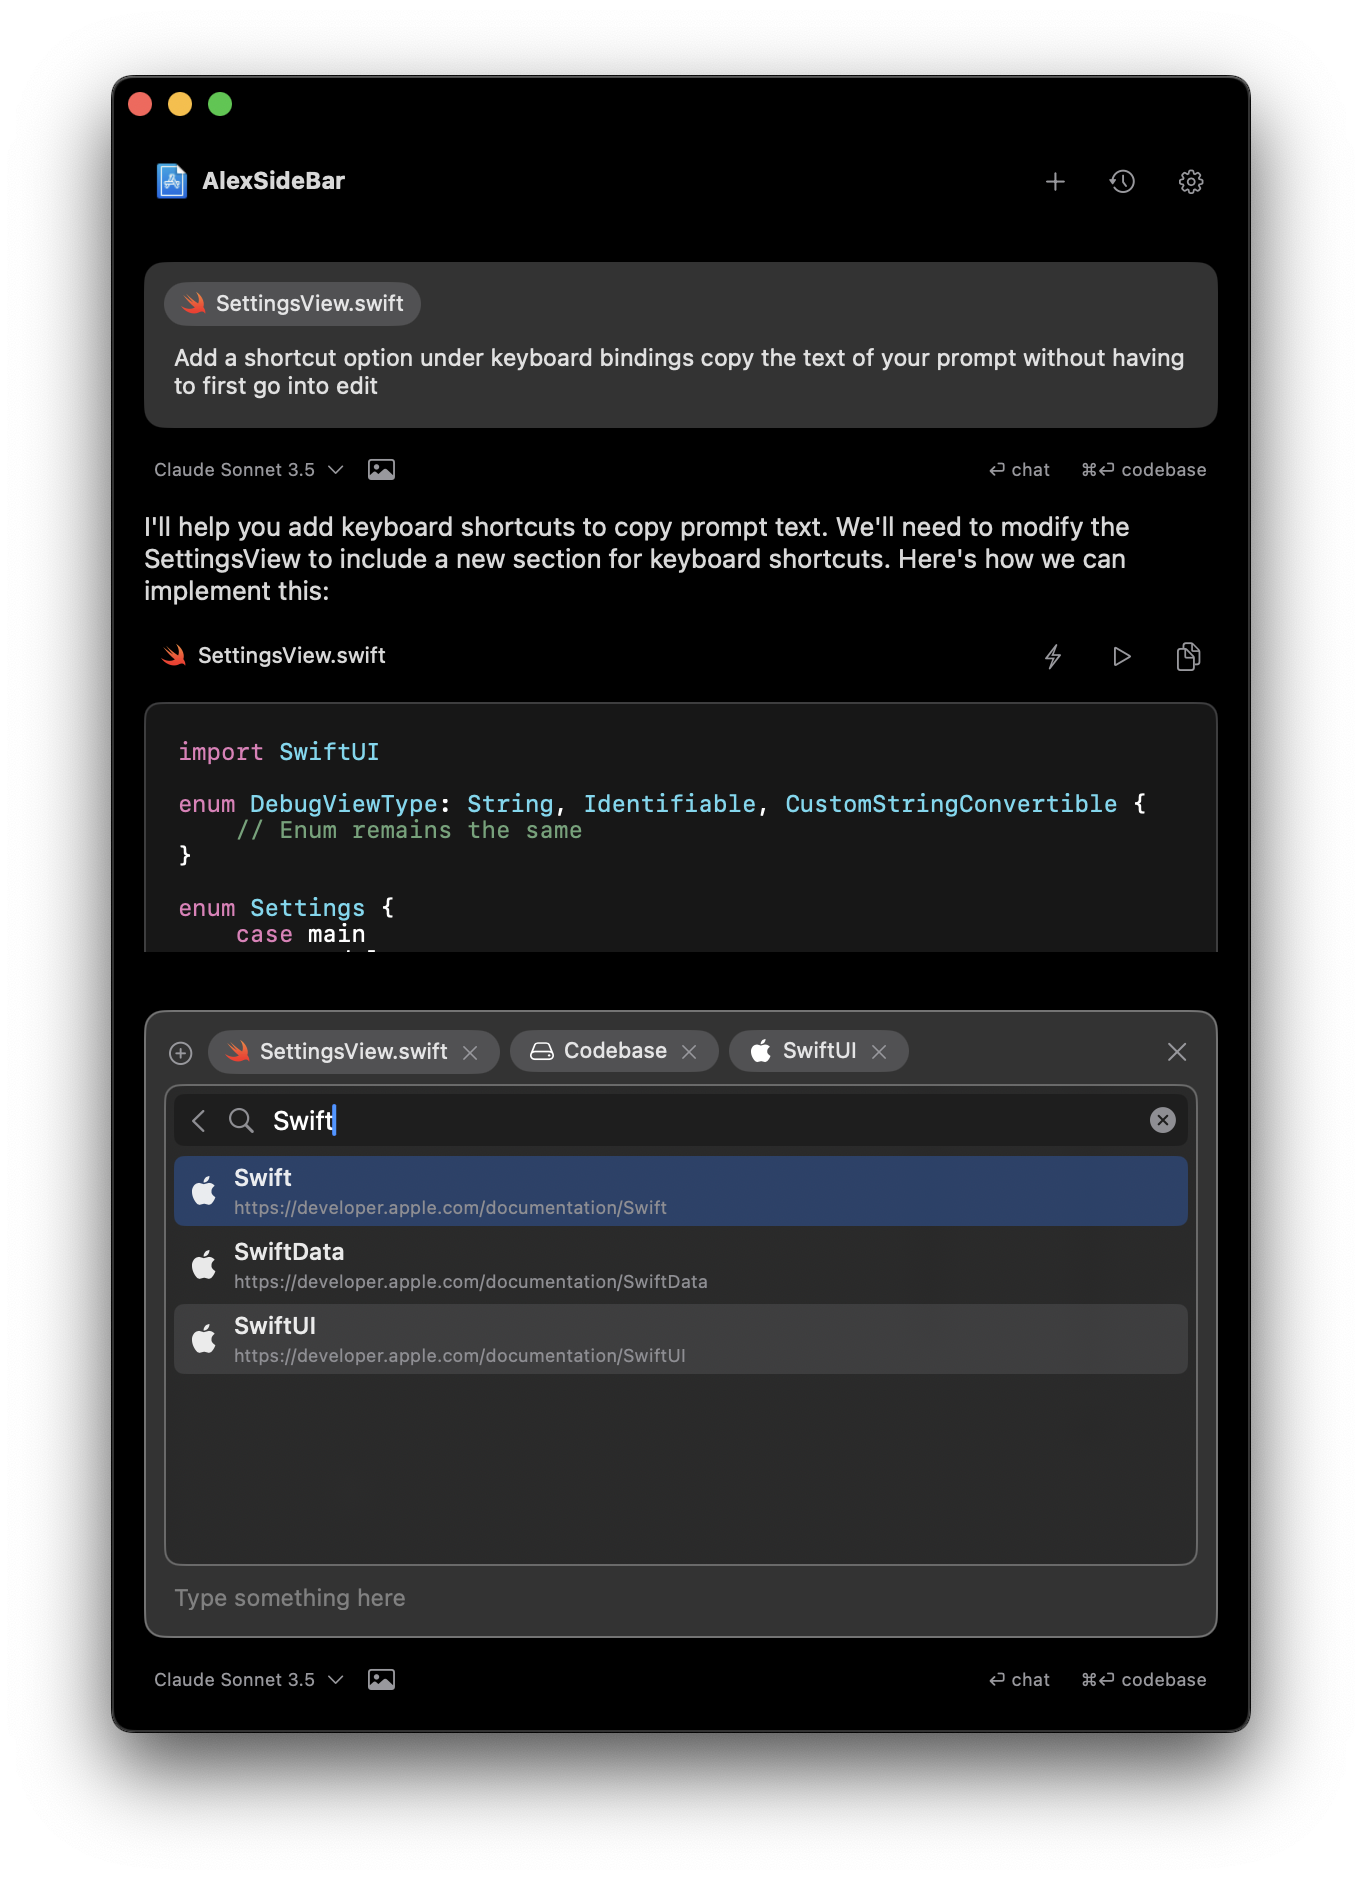 AlexSideBar
SettingsView.swift
Add a shortcut option under keyboard bindings copy the text of your prompt without having
to first go into edit
Claude Sonnet 3.5
⏎ chat
⌘⏎ codebase
I'll help you add keyboard shortcuts to copy prompt text. We'll need to modify the
SettingsView to include a new section for keyboard shortcuts. Here's how we can
implement this:
SettingsView.swift
import SwiftUI
enum DebugViewType: String, Identifiable, CustomStringConvertible {
// Enum remains the same
}
enum Settings {
case main
SettingsView.swift
Codebase
SwiftUI
Swift
Swift
https://developer.apple.com/documentation/Swift
SwiftData
https://developer.apple.com/documentation/SwiftData
SwiftUI
https://developer.apple.com/documentation/SwiftUI
Type something here
Claude Sonnet 3.5
⏎ chat
⌘⏎ codebase